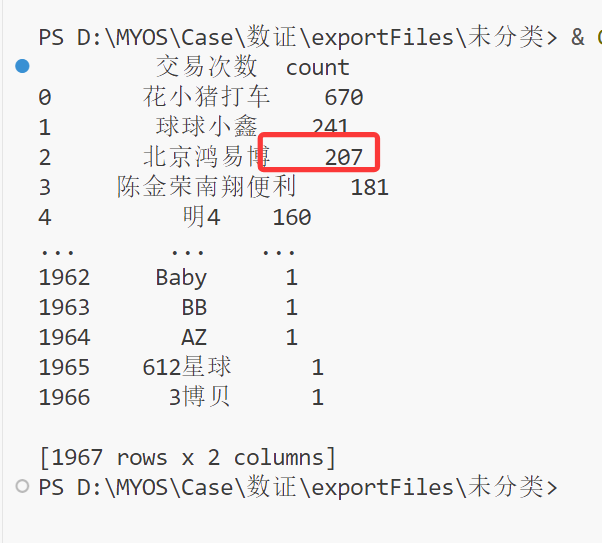 PS D:\MYOS\Case\数证\exportFiles\未分类> &
交易次数 count
0 花小猪打车 670
1 球球小鑫 241
2 北京鸿易博 207
3 陈金荣南翔便利 181
4 明4 160
... ... ...
1962 Baby 1
1963 BB 1
1964 AZ 1
1965 612星球 1
1966 3博贝 1
[1967 rows x 2 columns]
PS D:\MYOS\Case\数证\exportFiles\未分类>